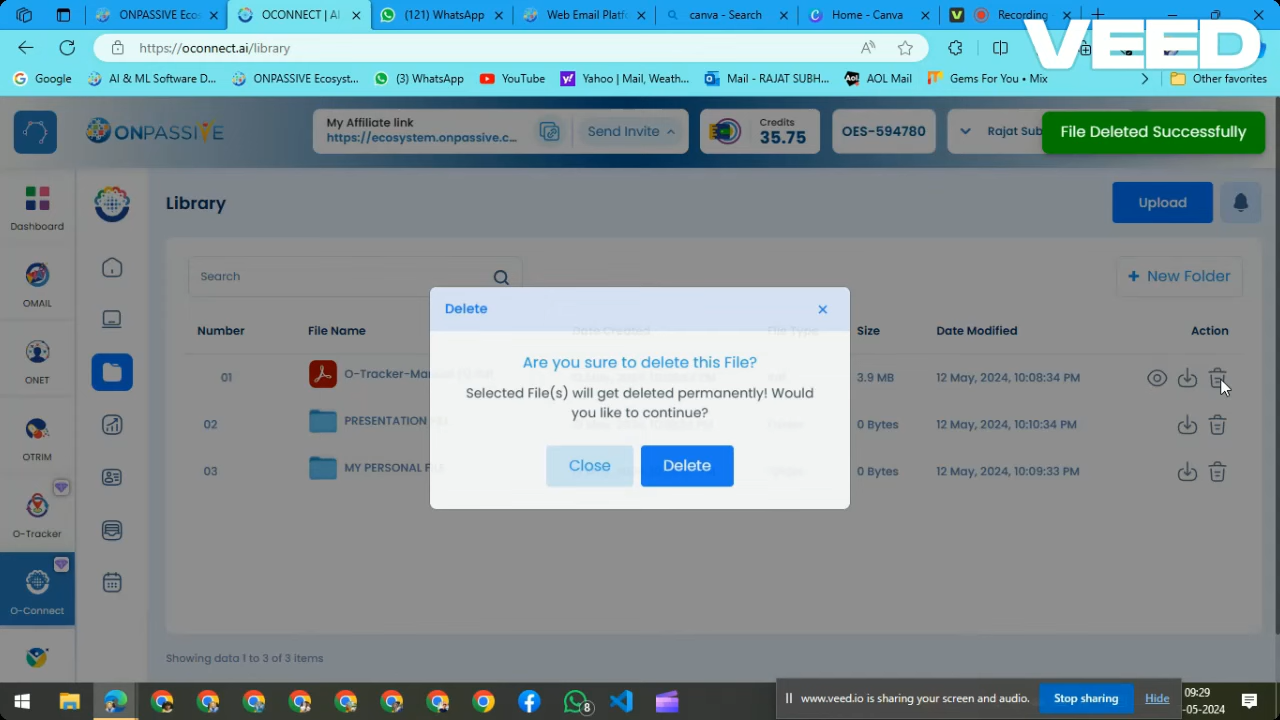 ONPASSIVE Ecos
OCONNECT | AI
(121) WhatsApp
Web Email Platf
canva - Search
Home - Canva
Recording
https://oconnect.ai/library
VEED
Google
AI & ML Software D...
ONPASSIVE Ecosyst...
(3) WhatsApp
YouTube
Yahoo | Mail, Weath...
Mail - RAJAT SUBH...
AOL Mail
Gems For You • Mix
Other favorites
ONPASSIVE
My Affiliate link
https://ecosystem.onpassive.c...
Send Invite
Credits
35.75
OES-594780
Rajat Sub
File Deleted Successfully
Dashboard
OMAIL
ONET
OTRIM
O-Tracker
O-Connect
Library
Upload
Search
+ New Folder
Number File Name Date Created File Type Size Date Modified Action
01 3.9 MB 12 May, 2024, 10:08:34 PM
02 PRESENTATION 0 Bytes 12 May, 2024, 10:10:34 PM
03 MY PERSONAL 0 Bytes 12 May, 2024, 10:09:33 PM
Delete
Are you sure to delete this File?
Selected File(s) will get deleted permanently! Would
you like to continue?
Close
Delete
Showing data 1 to 3 of 3 items
8
www.veed.io is sharing your screen and audio.
Stop sharing
Hide
09:29
-05-2024